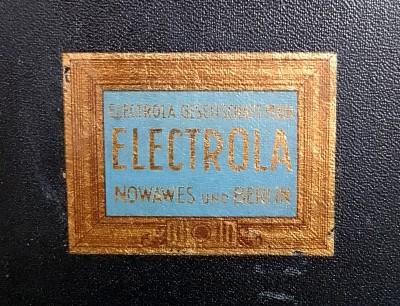 ELECTROLA GESELLSCHAFT M.B.H.
ELECTROLA
NOWAWES UND BERLIN